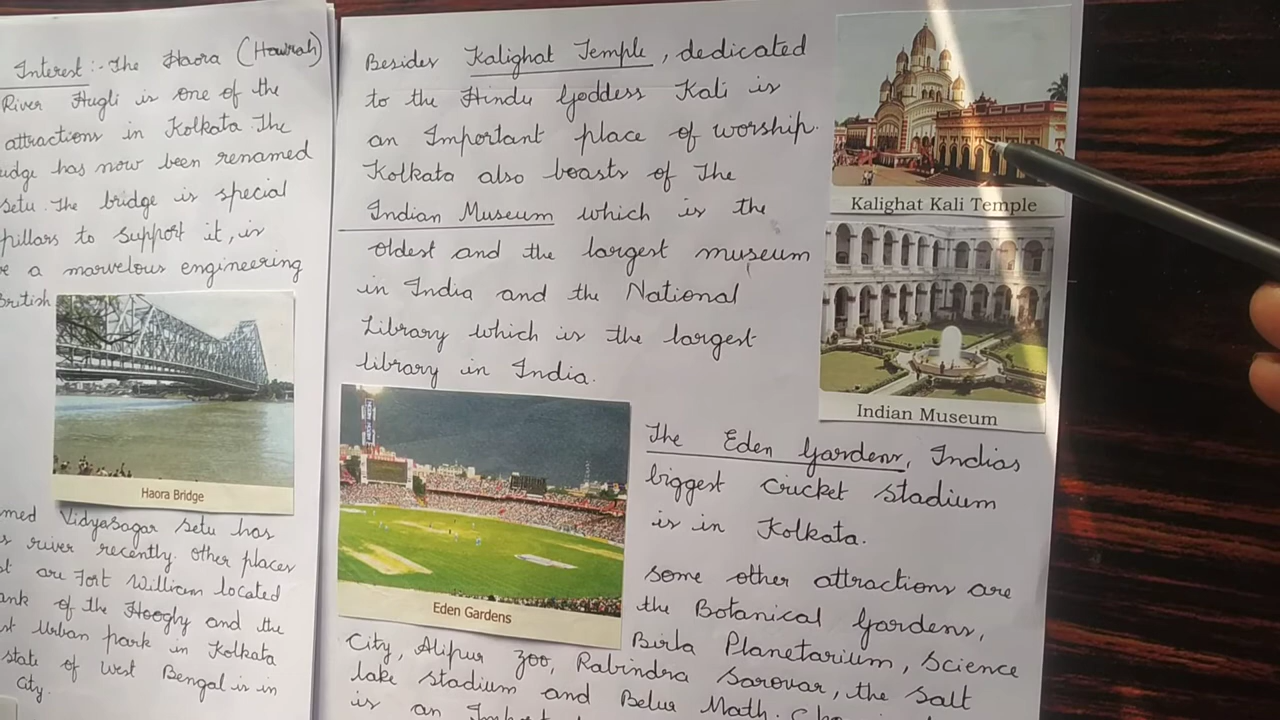 Interest:- The Haora (Howrah)
River Hugli is one of the
attractions in Kolkata The
has now been renamed
Setu. The bridge is special
pillars to support it, is
a marvelous engineering
British
Haora Bridge
Vidyasagar Setu has
river recently. Other places
are Fort William located
of the Hoogly and the
Urban park in Kolkata
state of West Bengal is in
City.
Besides Kalighat Temple, dedicated
to the Hindu Goddess Kali is
an Important place of worship.
Kolkata also boasts of The
Indian Museum which is the
oldest and the largest museum
in India and the National
Library which is the largest
library in India.
Kalighat Kali Temple
Indian Museum
Eden Gardens
The Eden Gardens, Indias
biggest cricket stadium
is in Kolkata.
Some other attractions are
the Botanical Gardens,
Birla Planetarium, Science
City, Alipur Zoo, Rabindra Sarovar, the Salt
lake stadium and Belur Math.
is an